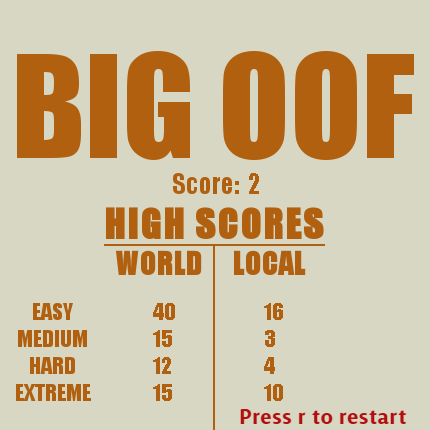 BIG OOF
Score: 2
HIGH SCORES
WORLD LOCAL
EASY 40 16
MEDIUM 15 3
HARD 12 4
EXTREME 15 10
Press r to restart